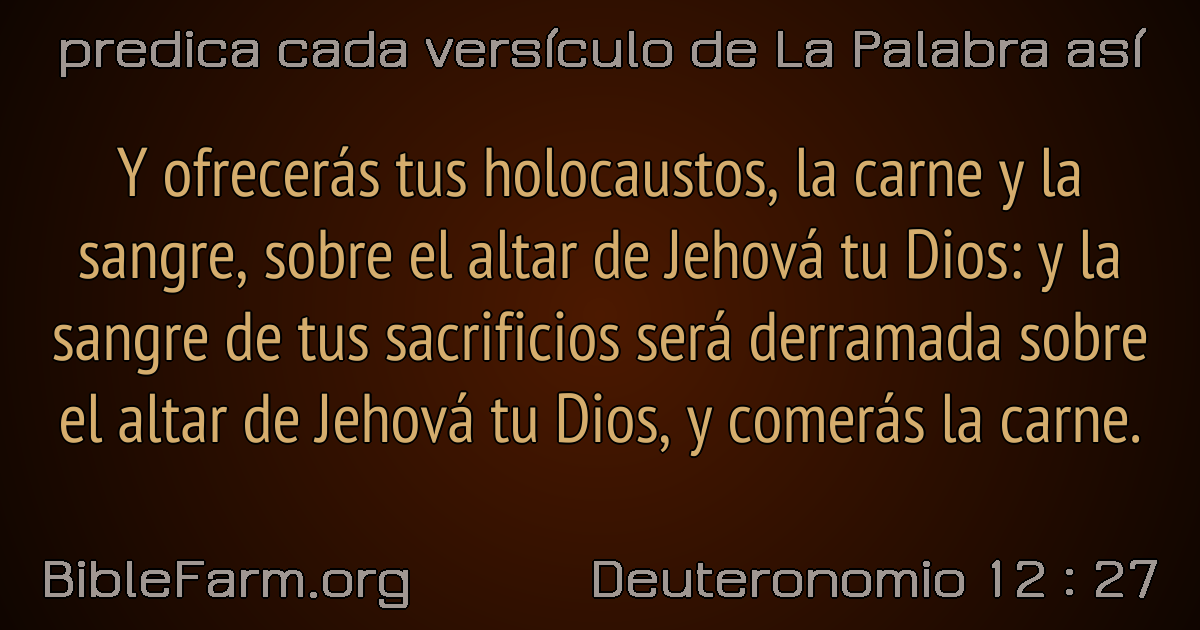 predica cada versículo de La Palabra así
Y ofrecerás tus holocaustos, la carne y la
sangre, sobre el altar de Jehová tu Dios: y la
sangre de tus sacrificios será derramada sobre
el altar de Jehová tu Dios, y comerás la carne.
BibleFarm.org
Deuteronomio 12 : 27